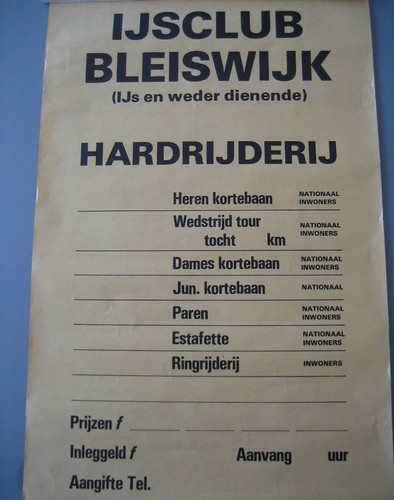 IJSCLUB
BLEISWIJK
(IJs en weder dienende)
HARDRIJDERIJ
Heren kortebaan NATIONAAL
INWONERS
Wedstrijd tour NATIONAAL
tocht km INWONERS
Dames kortebaan NATIONAAL
INWONERS
Jun. kortebaan NATIONAAL
Paren NATIONAAL
INWONERS
Estafette NATIONAAL
INWONERS
Ringrijderij INWONERS
Prijzen f
Inleggeld f Aanvang uur
Aangifte Tel.